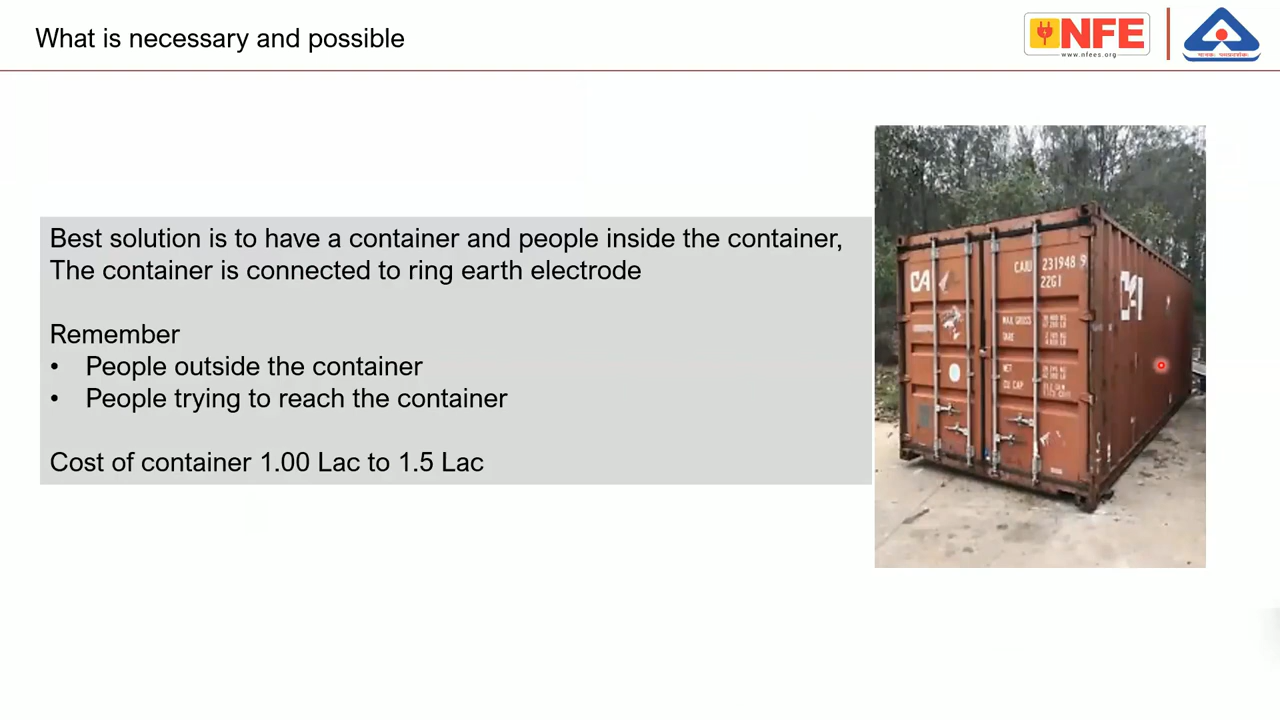 What is necessary and possible
NFE
www.nfees.org
Best solution is to have a container and people inside the container,
The container is connected to ring earth electrode
Remember
• People outside the container
• People trying to reach the container
Cost of container 1.00 Lac to 1.5 Lac
CAIU 231948 9
22G1
CAI
MAX GROSS
TARE
NET
CU CAP
CAI